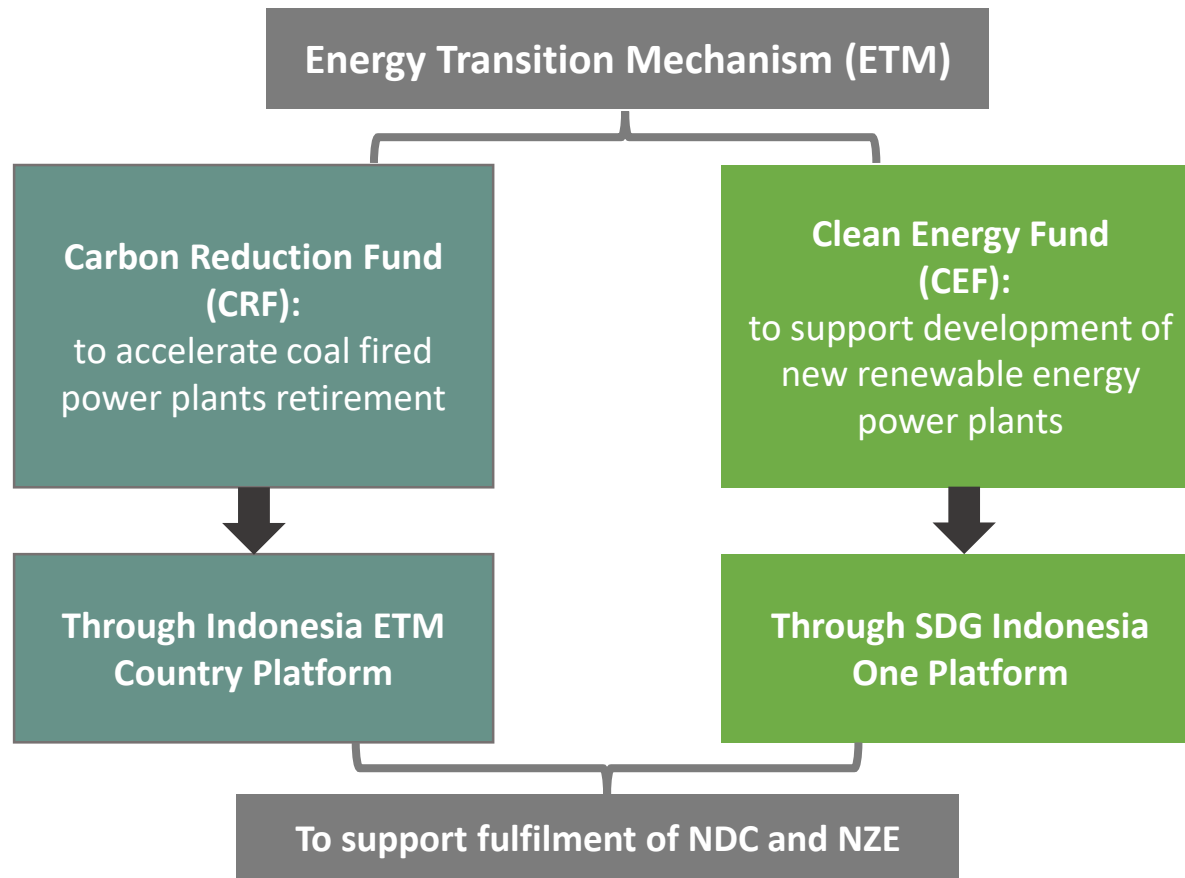 Energy Transition Mechanism (ETM)
Carbon Reduction Fund
(CRF):
to accelerate coal fired
power plants retirement
Clean Energy Fund
(CEF):
to support development of
new renewable energy
power plants
Through Indonesia ETM
Country Platform
Through SDG Indonesia
One Platform
To support fulfilment of NDC and NZE